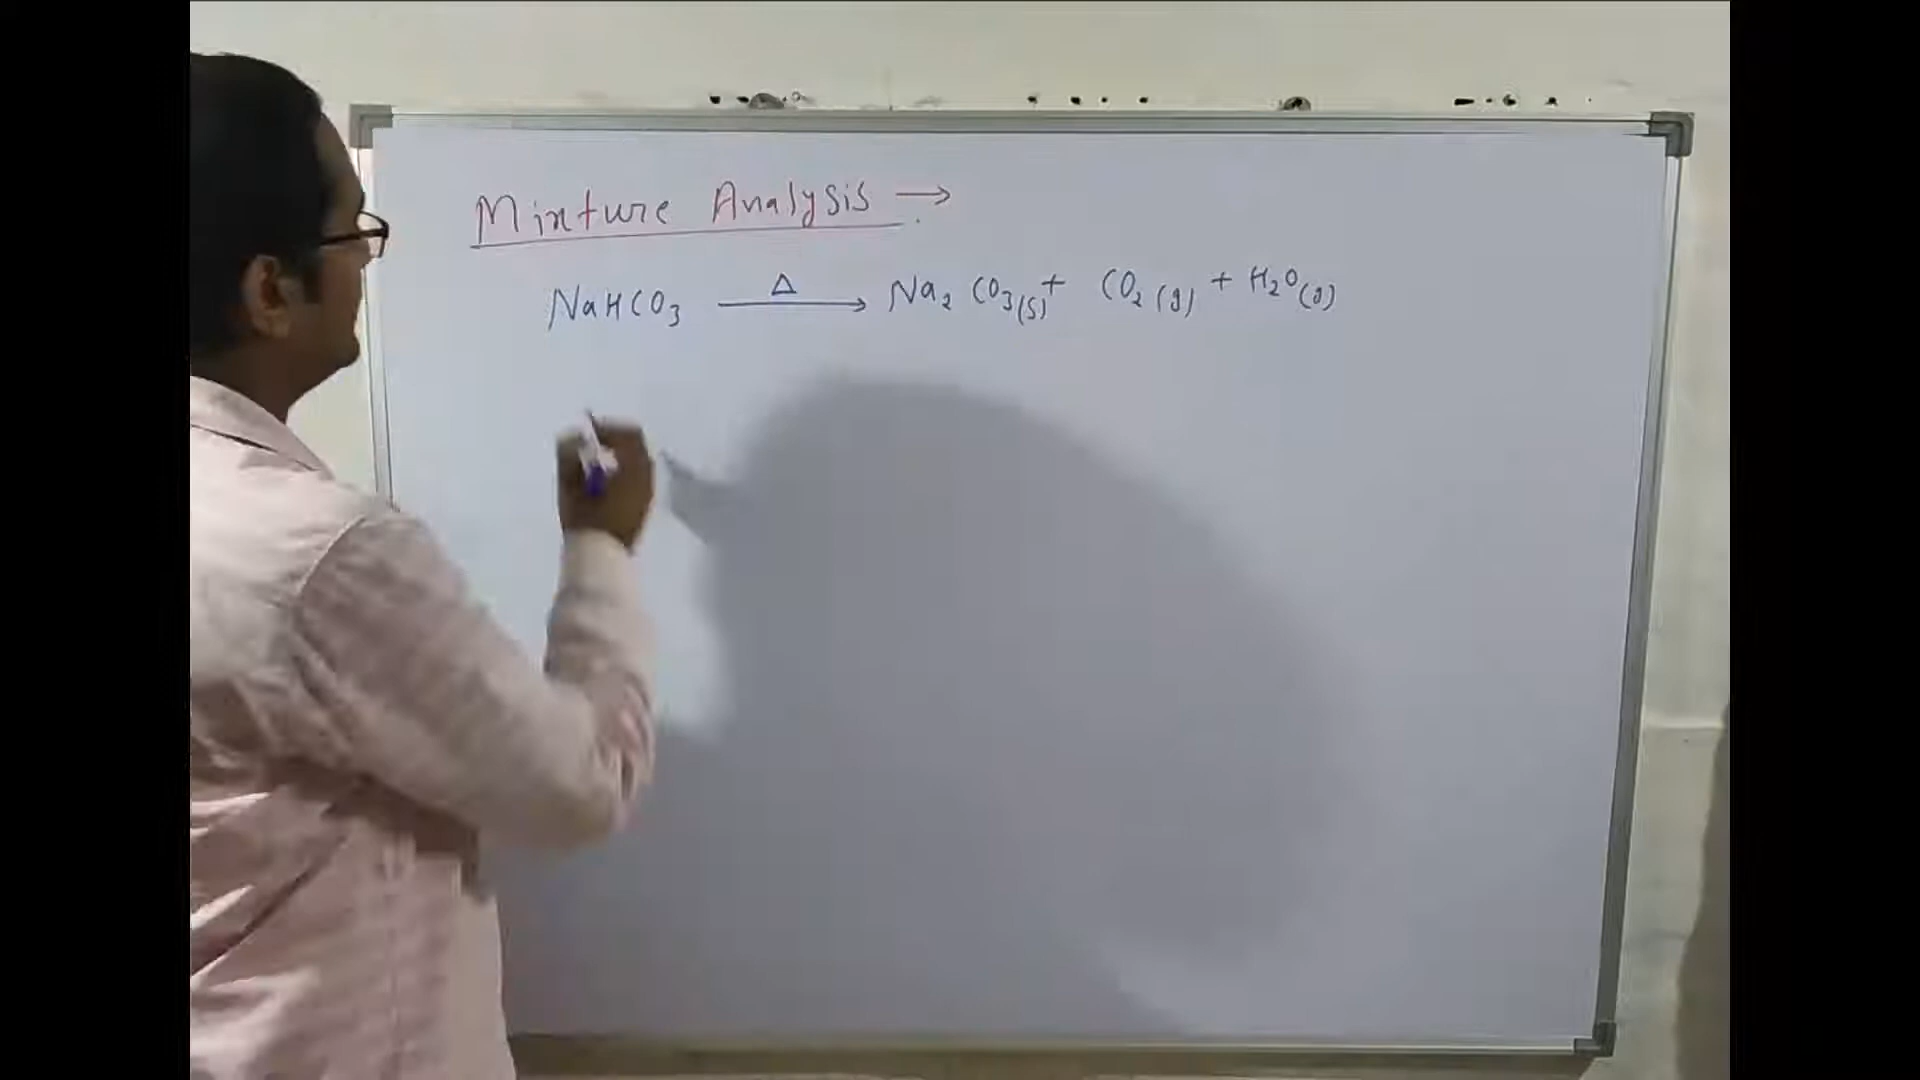 Mixture Analysis →
NaHCO₃ —Δ→ Na₂CO₃(s) + CO₂(g) + H₂O(g)